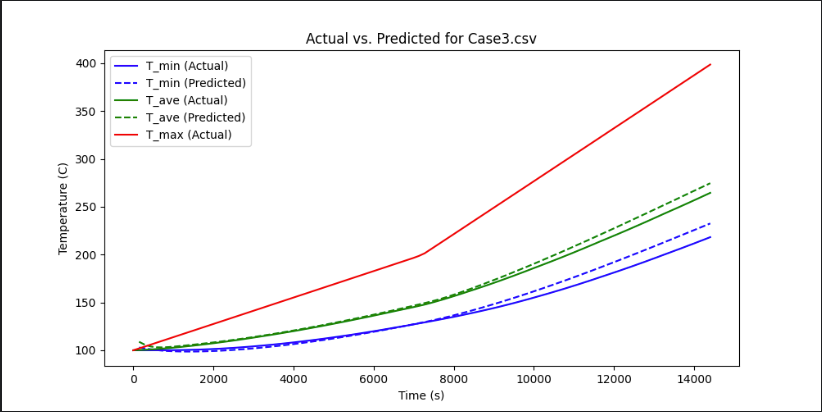 Actual vs. Predicted for Case3.csv
400
350
300
250
200
150
100
Temperature (C)
T_min (Actual)
T_min (Predicted)
T_ave (Actual)
T_ave (Predicted)
T_max (Actual)
0 2000 4000 6000 8000 10000 12000 14000
Time (s)